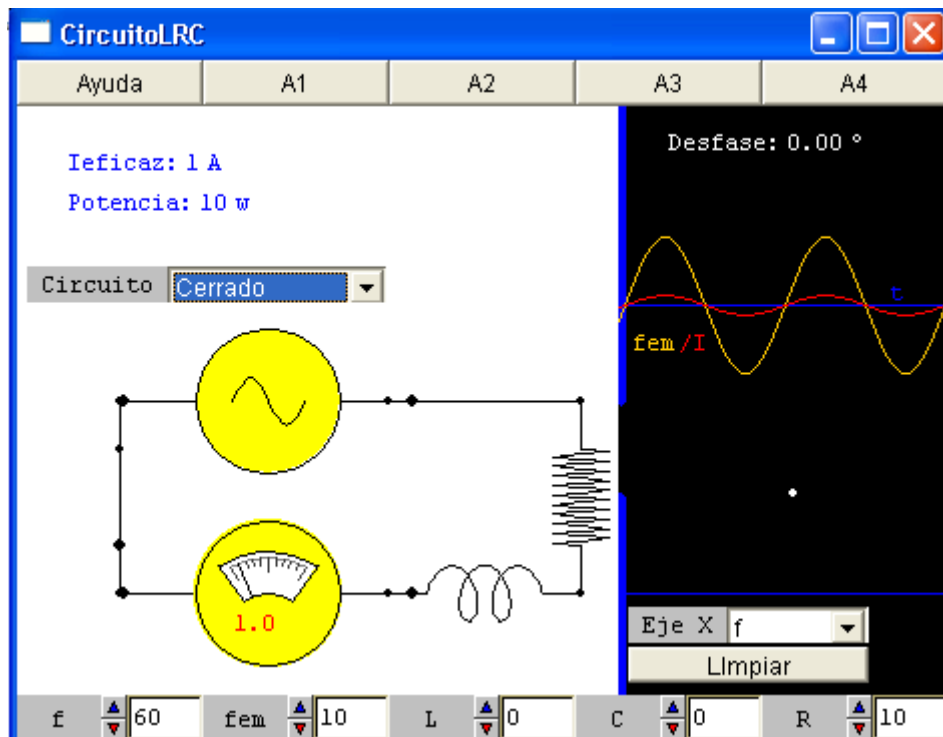 CircuitoLRC
Ayuda A1 A2 A3 A4
Ieficaz: 1 A
Potencia: 10 w
Circuito Cerrado
Desfase: 0.00 °
t
fem/I
1.0
Eje X f
LImpiar
f 60 fem 10 L 0 C 0 R 10